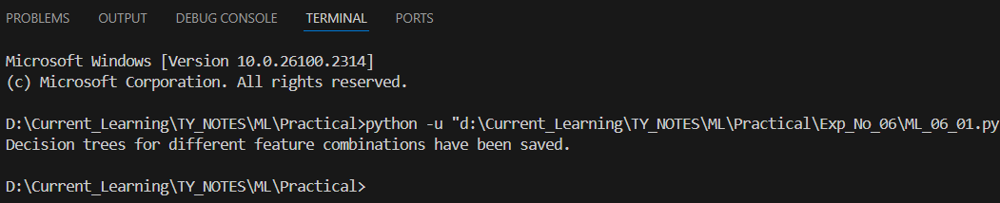 PROBLEMS OUTPUT DEBUG CONSOLE TERMINAL PORTS
Microsoft Windows [Version 10.0.26100.2314]
(c) Microsoft Corporation. All rights reserved.
D:\Current_Learning\TY_NOTES\ML\Practical>python -u "d:\Current_Learning\TY_NOTES\ML\Practical\Exp_No_06\ML_06_01.py
Decision trees for different feature combinations have been saved.
D:\Current_Learning\TY_NOTES\ML\Practical>